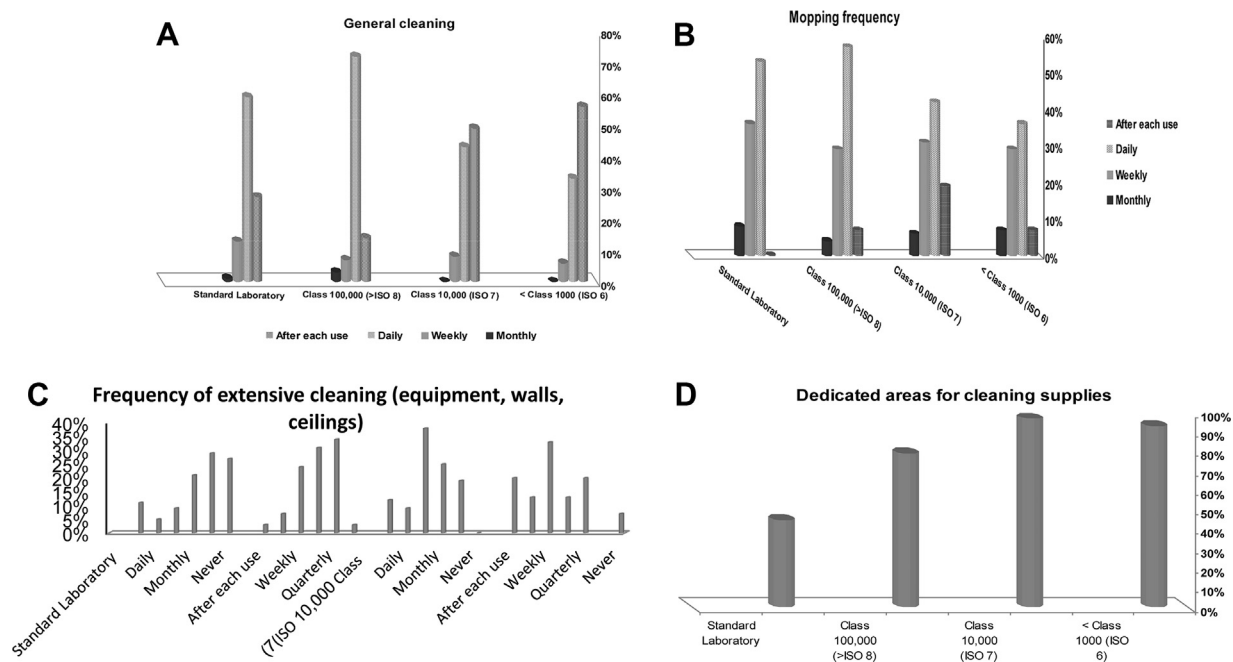 A
General cleaning
80%
70%
60%
50%
40%
30%
20%
10%
0%
Standard Laboratory
Class 100,000 (>ISO 8)
Class 10,000 (ISO 7)
< Class 1000 (ISO 6)
After each use
Daily
Weekly
Monthly
B
Mopping frequency
60%
50%
40%
30%
20%
10%
0%
Standard Laboratory
Class 100,000 (>ISO 8)
Class 10,000 (ISO 7)
< Class 1000 (ISO 6)
After each use
Daily
Weekly
Monthly
C
Frequency of extensive cleaning (equipment, walls,
ceilings)
40%
35%
30%
25%
20%
15%
10%
5%
0%
Standard Laboratory
Daily
Monthly
Never
After each use
Weekly
Quarterly
(7(ISO 10,000 Class
Daily
Monthly
Never
After each use
Weekly
Quarterly
Never
D
Dedicated areas for cleaning supplies
100%
90%
80%
70%
60%
50%
40%
30%
20%
10%
0%
Standard
Laboratory
Class
100,000
(>ISO 8)
Class
10,000
(ISO 7)
< Class
1000 (ISO
6)